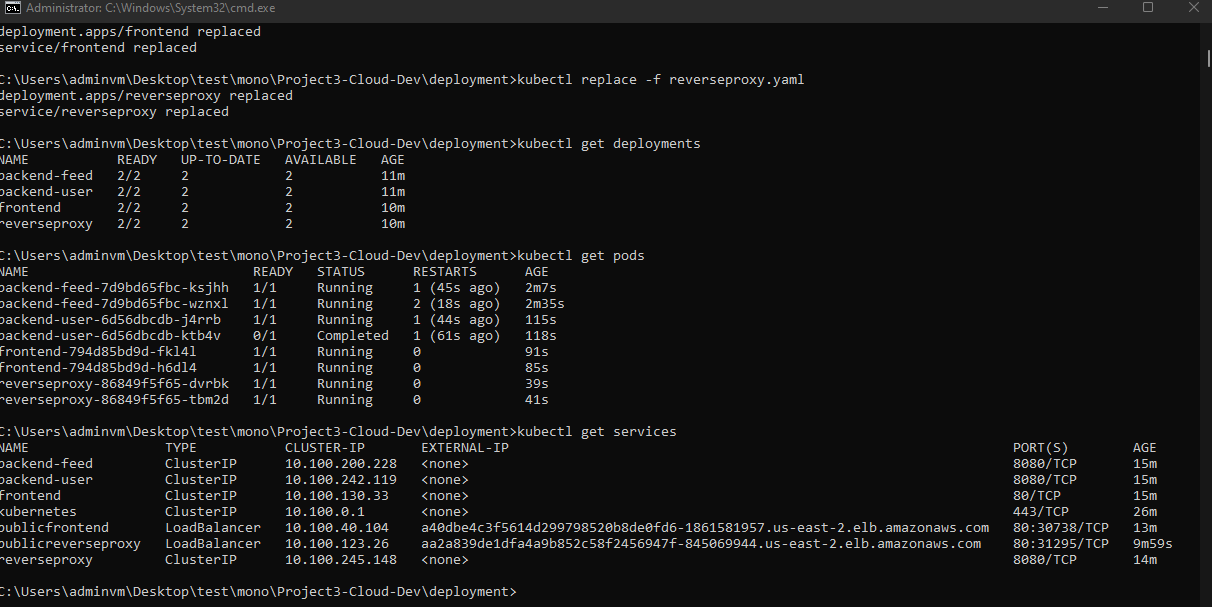 Administrator: C:\Windows\System32\cmd.exe
deployment.apps/frontend replaced
service/frontend replaced
C:\Users\adminvm\Desktop\test\mono\Project3-Cloud-Dev\deployment>kubectl replace -f reverseproxy.yaml
deployment.apps/reverseproxy replaced
service/reverseproxy replaced
C:\Users\adminvm\Desktop\test\mono\Project3-Cloud-Dev\deployment>kubectl get deployments
NAME READY UP-TO-DATE AVAILABLE AGE
backend-feed 2/2 2 2 11m
backend-user 2/2 2 2 11m
frontend 2/2 2 2 10m
reverseproxy 2/2 2 2 10m
C:\Users\adminvm\Desktop\test\mono\Project3-Cloud-Dev\deployment>kubectl get pods
NAME READY STATUS RESTARTS AGE
backend-feed-7d9bd65fbc-ksjhh 1/1 Running 1 (45s ago) 2m7s
backend-feed-7d9bd65fbc-wznxl 1/1 Running 2 (18s ago) 2m35s
backend-user-6d56dbcdb-j4rrb 1/1 Running 1 (44s ago) 115s
backend-user-6d56dbcdb-ktb4v 0/1 Completed 1 (61s ago) 118s
frontend-794d85bd9d-fkl4l 1/1 Running 0 91s
frontend-794d85bd9d-h6dl4 1/1 Running 0 85s
reverseproxy-86849f5f65-dvrbk 1/1 Running 0 39s
reverseproxy-86849f5f65-tbm2d 1/1 Running 0 41s
C:\Users\adminvm\Desktop\test\mono\Project3-Cloud-Dev\deployment>kubectl get services
NAME TYPE CLUSTER-IP EXTERNAL-IP PORT(S) AGE
backend-feed ClusterIP 10.100.200.228 <none> 8080/TCP 15m
backend-user ClusterIP 10.100.242.119 <none> 8080/TCP 15m
frontend ClusterIP 10.100.130.33 <none> 80/TCP 15m
kubernetes ClusterIP 10.100.0.1 <none> 443/TCP 26m
publicfrontend LoadBalancer 10.100.40.104 a40dbe4c3f5614d299798520b8de0fd6-1861581957.us-east-2.elb.amazonaws.com 80:30738/TCP 13m
publicreverseproxy LoadBalancer 10.100.123.26 aa2a839de1dfa4a9b852c58f2456947f-845069944.us-east-2.elb.amazonaws.com 80:31295/TCP 9m59s
reverseproxy ClusterIP 10.100.245.148 <none> 8080/TCP 14m
C:\Users\adminvm\Desktop\test\mono\Project3-Cloud-Dev\deployment>